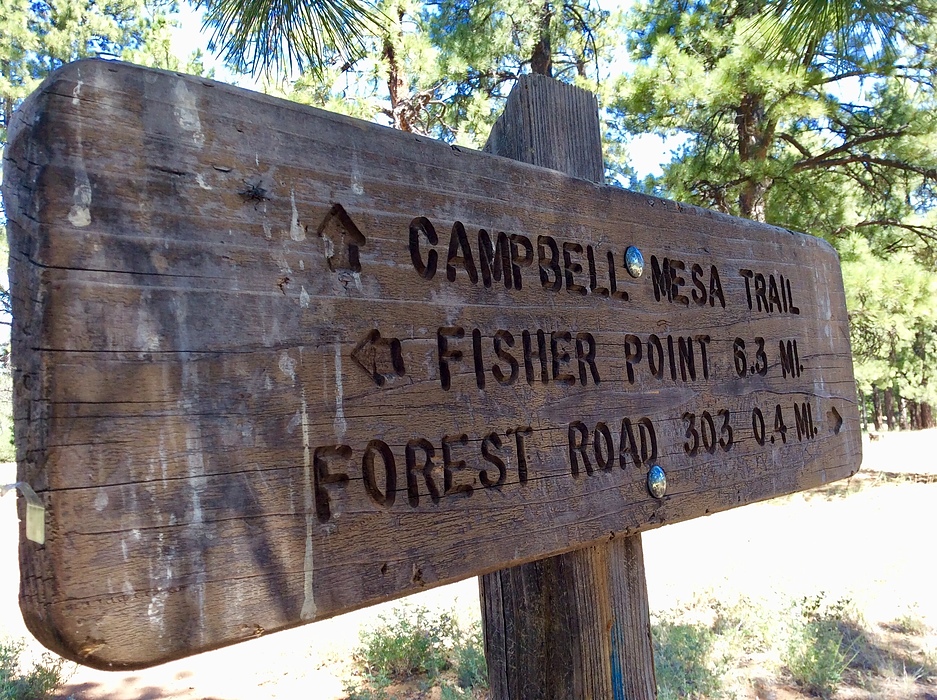 CAMPBELL MESA TRAIL
FISHER POINT 6.3 MI.
FOREST ROAD 303 0.4 MI.